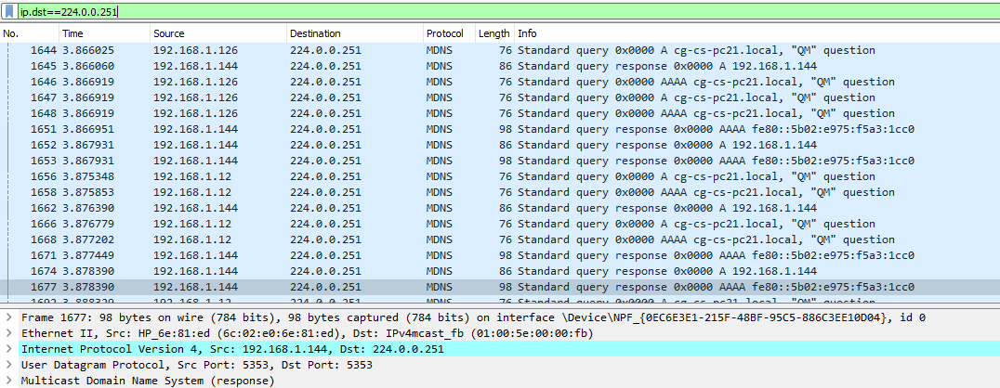 ip.dst==224.0.0.251
No. Time Source Destination Protocol Length Info
1644 3.866025 192.168.1.126 224.0.0.251 MDNS 76 Standard query 0x0000 A cg-cs-pc21.local, "QM" question
1645 3.866060 192.168.1.144 224.0.0.251 MDNS 86 Standard query response 0x0000 A 192.168.1.144
1646 3.866919 192.168.1.126 224.0.0.251 MDNS 76 Standard query 0x0000 AAAA cg-cs-pc21.local, "QM" question
1647 3.866919 192.168.1.126 224.0.0.251 MDNS 76 Standard query 0x0000 A cg-cs-pc21.local, "QM" question
1648 3.866919 192.168.1.126 224.0.0.251 MDNS 76 Standard query 0x0000 AAAA cg-cs-pc21.local, "QM" question
1651 3.866951 192.168.1.144 224.0.0.251 MDNS 98 Standard query response 0x0000 AAAA fe80::5b02:e975:f5a3:1cc0
1652 3.867931 192.168.1.144 224.0.0.251 MDNS 86 Standard query response 0x0000 A 192.168.1.144
1653 3.867931 192.168.1.144 224.0.0.251 MDNS 98 Standard query response 0x0000 AAAA fe80::5b02:e975:f5a3:1cc0
1656 3.875348 192.168.1.12 224.0.0.251 MDNS 76 Standard query 0x0000 A cg-cs-pc21.local, "QM" question
1658 3.875853 192.168.1.12 224.0.0.251 MDNS 76 Standard query 0x0000 AAAA cg-cs-pc21.local, "QM" question
1662 3.876390 192.168.1.144 224.0.0.251 MDNS 86 Standard query response 0x0000 A 192.168.1.144
1666 3.876779 192.168.1.12 224.0.0.251 MDNS 76 Standard query 0x0000 A cg-cs-pc21.local, "QM" question
1668 3.877202 192.168.1.12 224.0.0.251 MDNS 76 Standard query 0x0000 AAAA cg-cs-pc21.local, "QM" question
1671 3.877449 192.168.1.144 224.0.0.251 MDNS 98 Standard query response 0x0000 AAAA fe80::5b02:e975:f5a3:1cc0
1674 3.878390 192.168.1.144 224.0.0.251 MDNS 86 Standard query response 0x0000 A 192.168.1.144
1677 3.878390 192.168.1.144 224.0.0.251 MDNS 98 Standard query response 0x0000 AAAA fe80::5b02:e975:f5a3:1cc0
Frame 1677: 98 bytes on wire (784 bits), 98 bytes captured (784 bits) on interface \Device\NPF_{0EC6E3E1-215F-48BF-95C5-886C3EE10D04}, id 0
Ethernet II, Src: HP_6e:81:ed (6c:02:e0:6e:81:ed), Dst: IPv4mcast_fb (01:00:5e:00:00:fb)
Internet Protocol Version 4, Src: 192.168.1.144, Dst: 224.0.0.251
User Datagram Protocol, Src Port: 5353, Dst Port: 5353
Multicast Domain Name System (response)